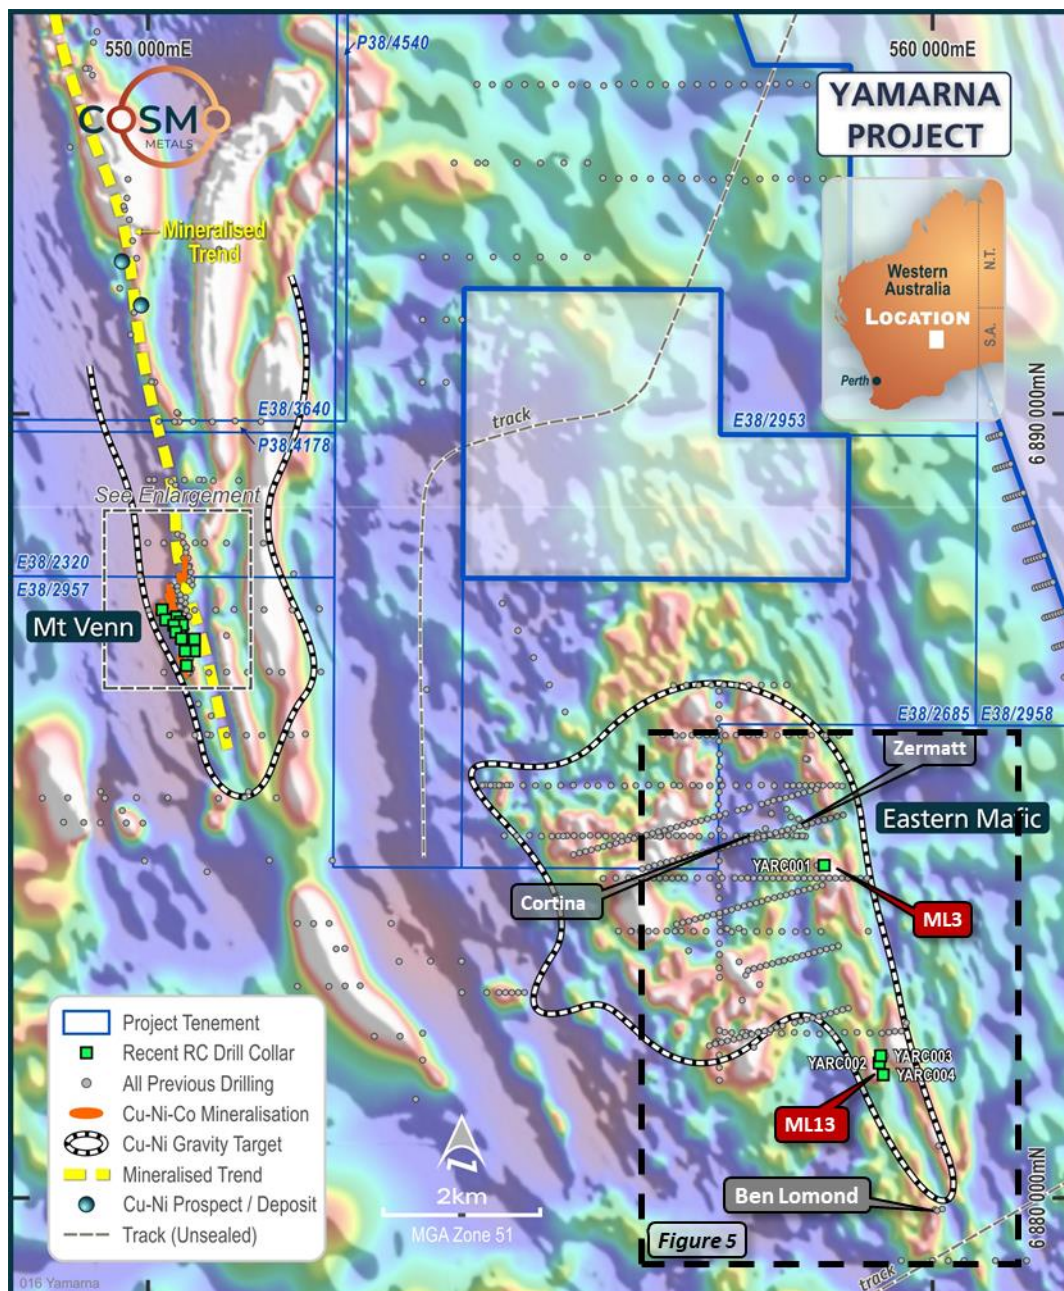 550 000mE
P38/4540
560 000mE
COSMO
METALS
YAMARNA
PROJECT
Mineralised
Trend
Western
Australia
N.T.
LOCATION
S.A.
Perth
track
E38/3640
P38/4178
E38/2953
6 890 000mN
See Enlargement
E38/2320
E38/2957
Mt Venn
E38/2685
E38/2958
Zermatt
Eastern Mafic
YARC001
Cortina
ML3
YARC003
YARC002
YARC004
ML13
Ben Lomond
6 880 000mN
Figure 5
track
Project Tenement
Recent RC Drill Collar
All Previous Drilling
Cu-Ni-Co Mineralisation
Cu-Ni Gravity Target
Mineralised Trend
Cu-Ni Prospect / Deposit
Track (Unsealed)
N
2km
MGA Zone 51
016 Yamarna